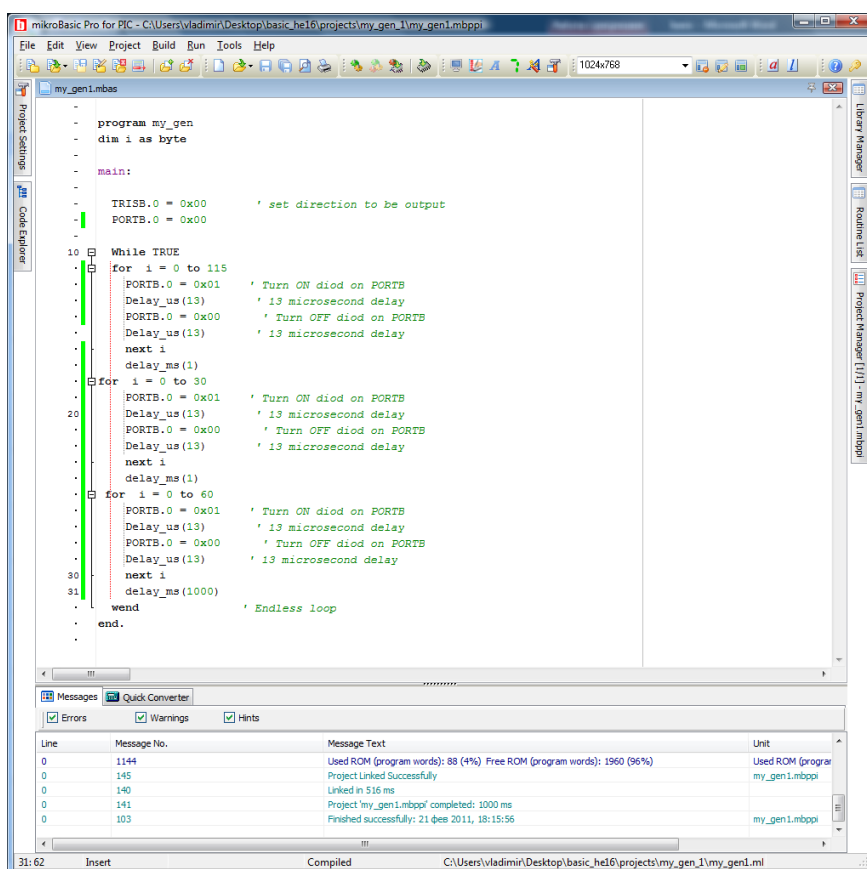 mikroBasic Pro for PIC - C:\Users\vladimir\Desktop\basic_he16\projects\my_gen_1\my_gen1.mbppi
File Edit View Project Build Run Tools Help
1024x768
my_gen1.mbas
Project Settings
Code Explorer
Library Manager
Routine List
Project Manager [1/1] - my_gen1.mbppi
program my_gen
dim i as byte
main:
TRISB.0 = 0x00 ' set direction to be output
PORTB.0 = 0x00
10 While TRUE
for i = 0 to 115
PORTB.0 = 0x01 ' Turn ON diod on PORTB
Delay_us(13) ' 13 microsecond delay
PORTB.0 = 0x00 ' Turn OFF diod on PORTB
Delay_us(13) ' 13 microsecond delay
next i
delay_ms(1)
for i = 0 to 30
PORTB.0 = 0x01 ' Turn ON diod on PORTB
20 Delay_us(13) ' 13 microsecond delay
PORTB.0 = 0x00 ' Turn OFF diod on PORTB
Delay_us(13) ' 13 microsecond delay
next i
delay_ms(1)
for i = 0 to 60
PORTB.0 = 0x01 ' Turn ON diod on PORTB
Delay_us(13) ' 13 microsecond delay
PORTB.0 = 0x00 ' Turn OFF diod on PORTB
Delay_us(13) ' 13 microsecond delay
30 next i
31 delay_ms(1000)
wend ' Endless loop
end.
Messages Quick Converter
Errors Warnings Hints
Line Message No. Message Text Unit
0 1144 Used ROM (program words): 88 (4%) Free ROM (program words): 1960 (96%) Used ROM (prograr
0 145 Project Linked Successfully my_gen1.mbppi
0 140 Linked in 516 ms
0 141 Project 'my_gen1.mbppi' completed: 1000 ms
0 103 Finished successfully: 21 фев 2011, 18:15:56 my_gen1.mbppi
31: 62 Insert Compiled C:\Users\vladimir\Desktop\basic_he16\projects\my_gen_1\my_gen1.ml